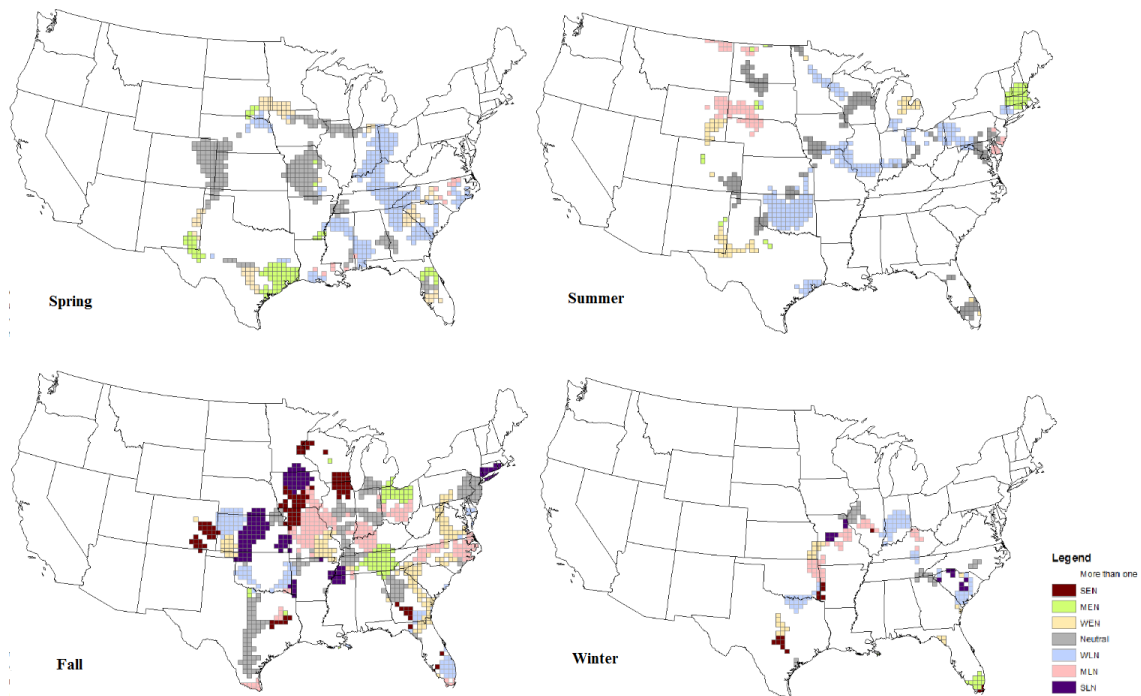 Spring
Summer
Fall
Winter
Legend
More than one
SEN
MEN
WEN
Neutral
WLN
MLN
SLN